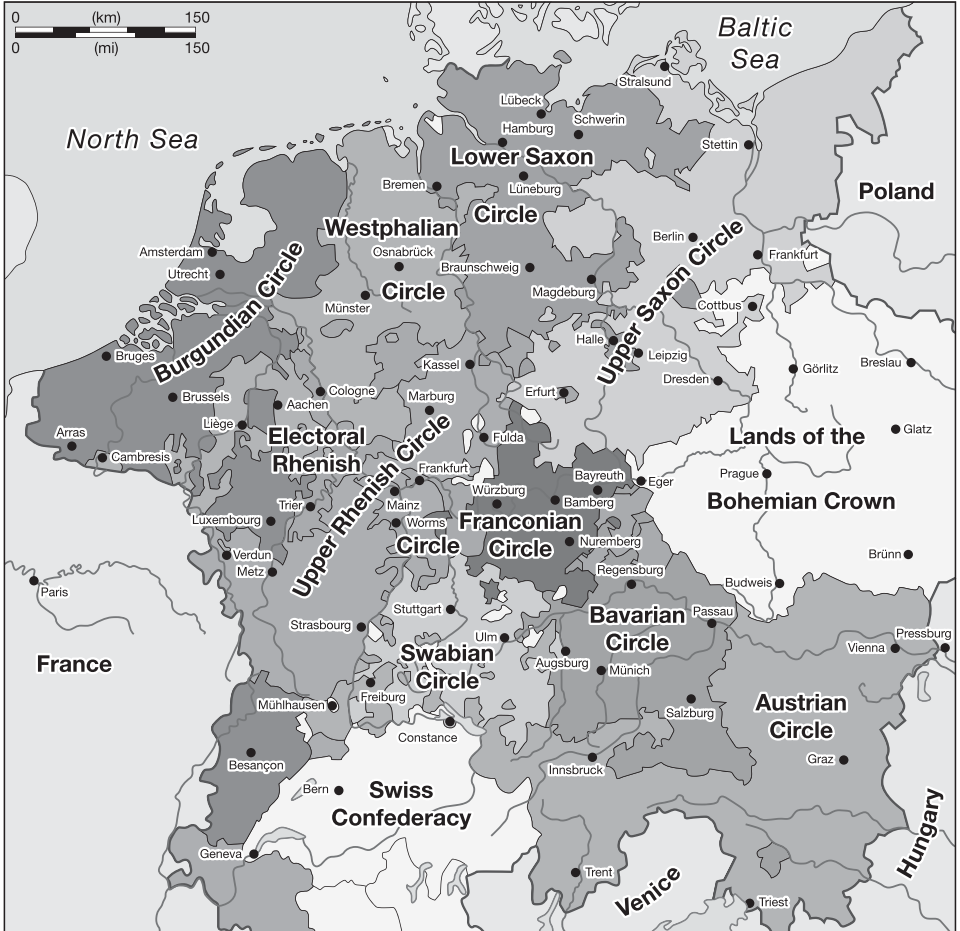 0 (km) 150
0 (mi) 150
Baltic
Sea
North Sea
Stralsund
Lübeck
Hamburg
Schwerin
Stettin
Lower Saxon
Circle
Bremen
Lüneburg
Poland
Westphalian
Circle
Osnabrück
Münster
Braunschweig
Magdeburg
Berlin
Frankfurt
Upper Saxon Circle
Cottbus
Amsterdam
Utrecht
Burgundian Circle
Bruges
Brussels
Arras
Cambresis
Liège
Aachen
Cologne
Kassel
Marburg
Halle
Leipzig
Dresden
Erfurt
Görlitz
Breslau
Glatz
Lands of the
Bohemian Crown
Prague
Eger
Brünn
Budweis
Electoral
Rhenish
Circle
Upper Rhenish Circle
Fulda
Frankfurt
Mainz
Worms
Trier
Luxembourg
Verdun
Metz
Würzburg
Bayreuth
Bamberg
Franconian
Circle
Nuremberg
Regensburg
Paris
France
Strasbourg
Stuttgart
Ulm
Swabian
Circle
Freiburg
Mühlhausen
Constance
Bavarian
Circle
Passau
Augsburg
Münich
Salzburg
Innsbruck
Vienna
Pressburg
Austrian
Circle
Graz
Besançon
Bern
Swiss
Confederacy
Geneva
Trent
Venice
Triest
Hungary